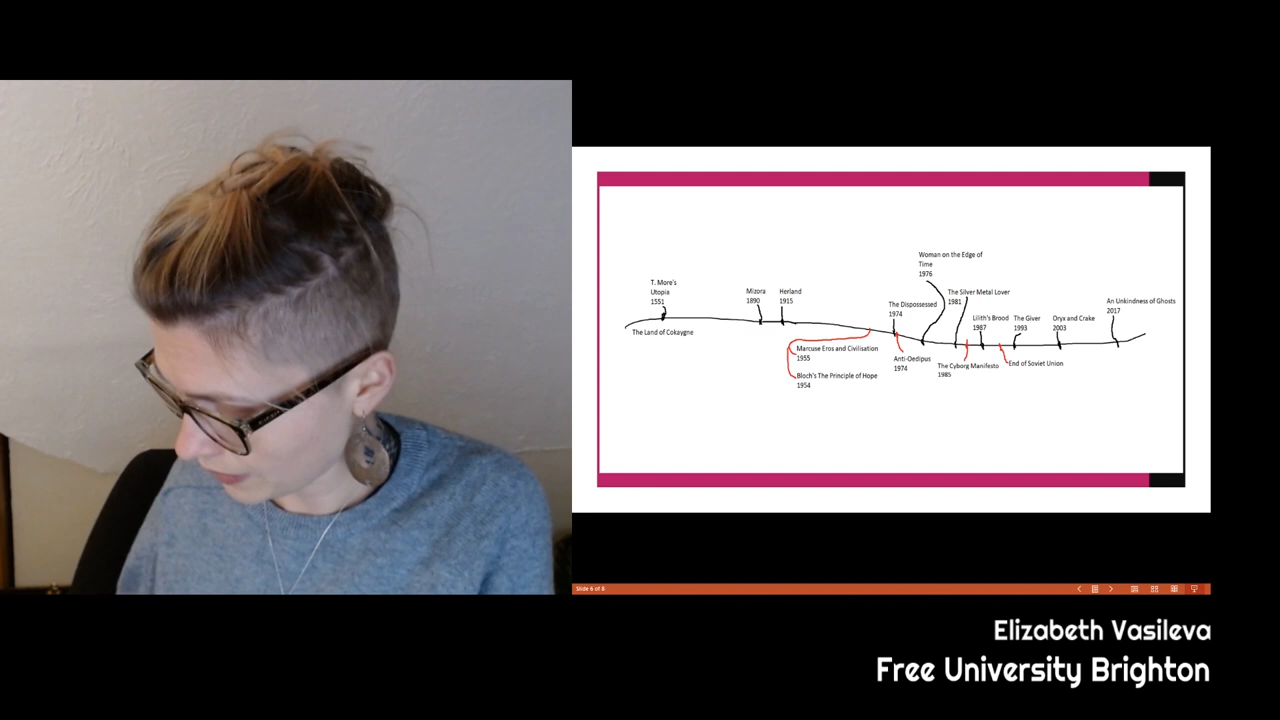 Woman on the Edge of
Time
1976
T. More's
Utopia
1551
Mizora
1890
Herland
1915
The Dispossessed
1974
The Silver Metal Lover
1981
Lilith's Brood
1987
The Giver
1993
Oryx and Crake
2003
An Unkindness of Ghosts
2017
The Land of Cokaygne
Marcuse Eros and Civilisation
1955
Bloch's The Principle of Hope
1954
Anti-Oedipus
1974
The Cyborg Manifesto
1985
End of Soviet Union
Slide 6 of 8
Elizabeth Vasileva
Free University Brighton